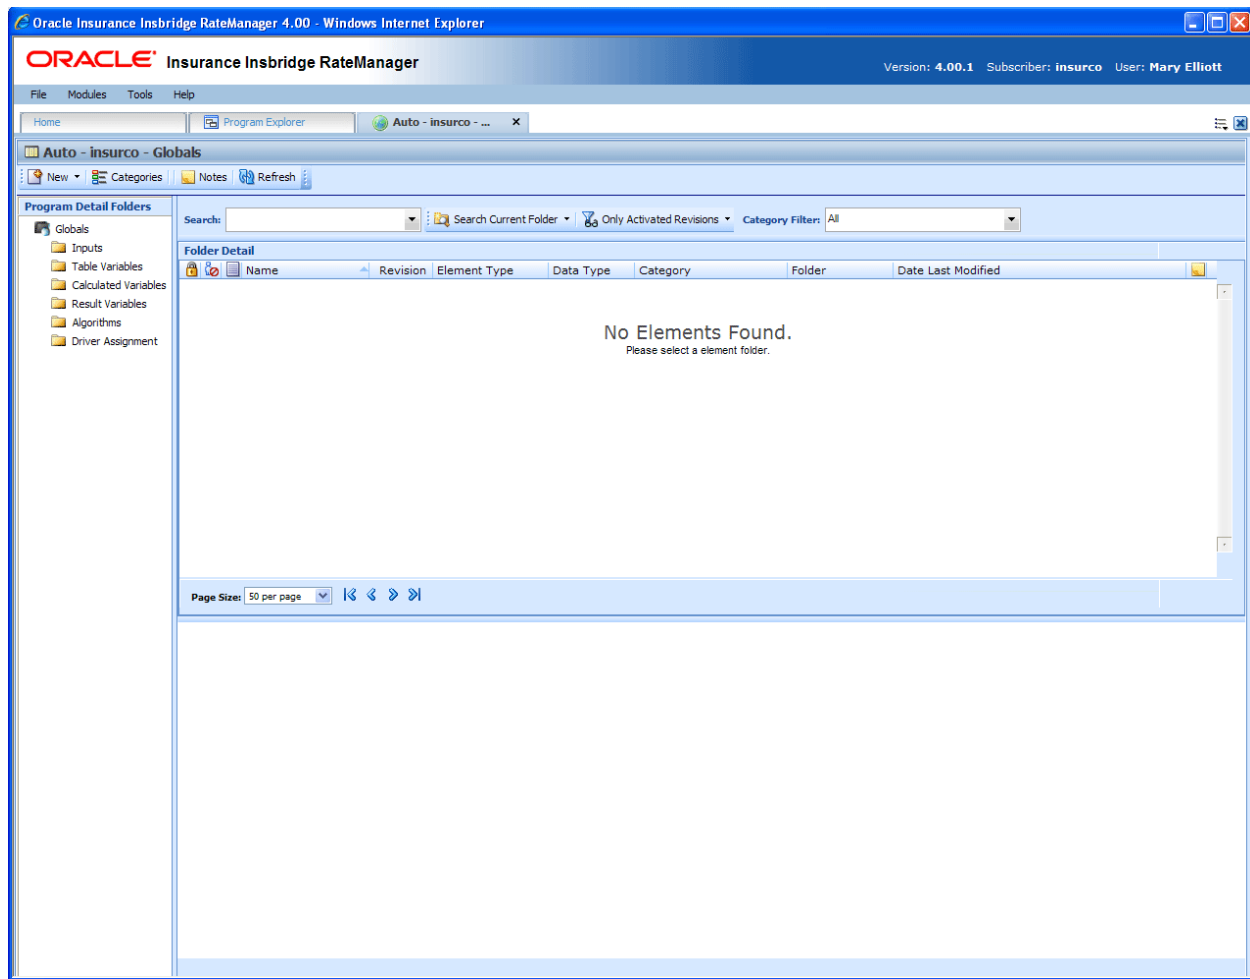 Oracle Insurance Insbridge RateManager 4.00 - Windows Internet Explorer
ORACLE Insurance Insbridge RateManager
Version: 4.00.1 Subscriber: insurco User: Mary Elliott
File Modules Tools Help
Home Program Explorer Auto - insurco - ... x
Auto - insurco - Globals
New Categories Notes Refresh
Program Detail Folders
Globals
Inputs
Table Variables
Calculated Variables
Result Variables
Algorithms
Driver Assignment
Search: Search Current Folder Only Activated Revisions Category Filter: All
Folder Detail
Name Revision Element Type Data Type Category Folder Date Last Modified
No Elements Found.
Please select a element folder.
Page Size: 50 per page